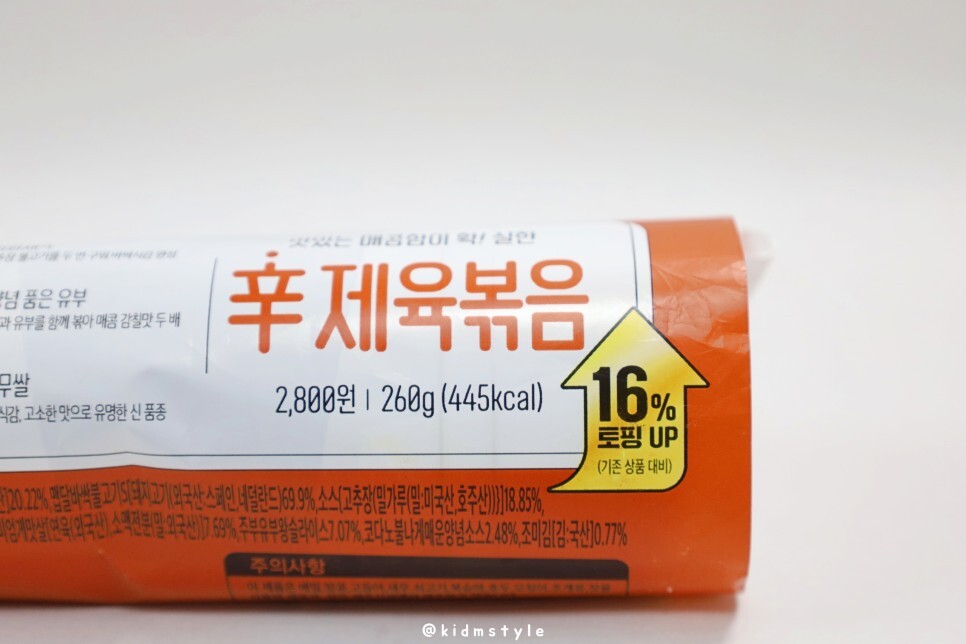 맛있는 매콤함이 확! 실한
辛제육볶음
양념 품은 유부
과 유부를 함께 볶아 매콤 감칠맛 두 배
무쌀
식감, 고소한 맛으로 유명한 신 품종
2,800원 | 260g (445kcal)
16%
토핑 UP
(기존 상품 대비)
20.22%, 맵달바싹불고기S[돼지고기(외국산:스페인,네덜란드)69.9%,소스{고추장(밀가루(밀:미국산,호주산))}]18.85%,
게맛살[연육(외국산),소맥전분(밀:외국산)]7.69%,주부유부왕슬라이스7.07%,코다노불나게매운양념소스2.48%,조미김[김:국산]0.77%
주의사항
@kidmstyle